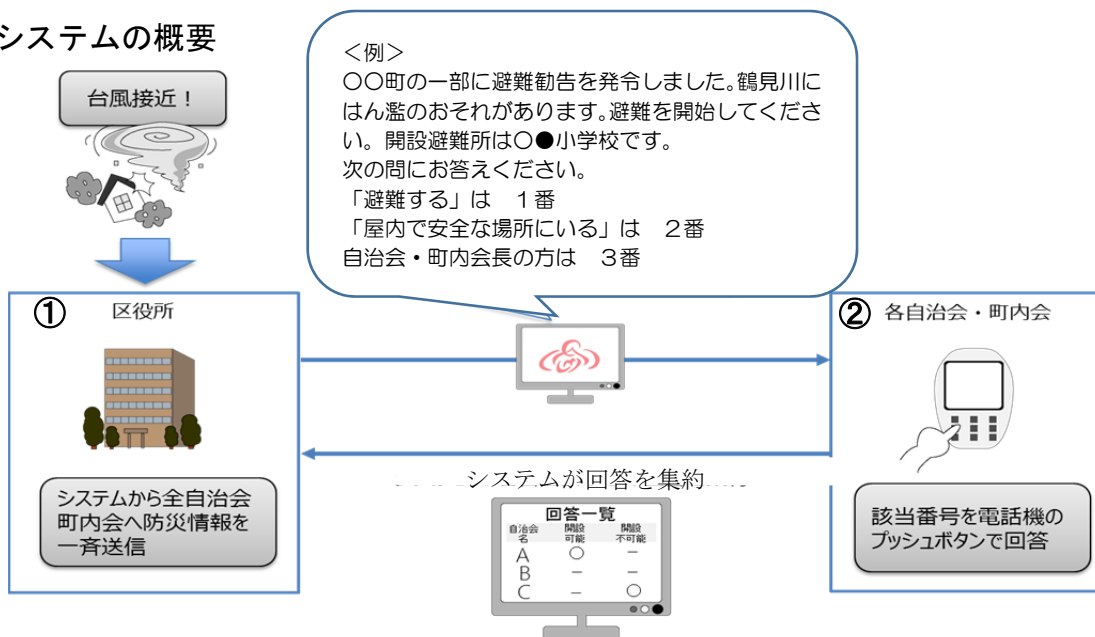 システムの概要
台風接近！
＜例＞
〇〇町の一部に避難勧告を発令しました。鶴見川に
はん濫のおそれがあります。避難を開始してくださ
い。開設避難所は〇●小学校です。
次の問にお答えください。
「避難する」は　１番
「屋内で安全な場所にいる」は　２番
自治会・町内会長の方は　３番
① 区役所
システムから全自治会
町内会へ防災情報を
一斉送信
② 各自治会・町内会
該当番号を電話機の
プッシュボタンで回答
システムが回答を集約
回答一覧
自治会名 開設可能 開設不可能
A 〇 －
B － －
C － 〇